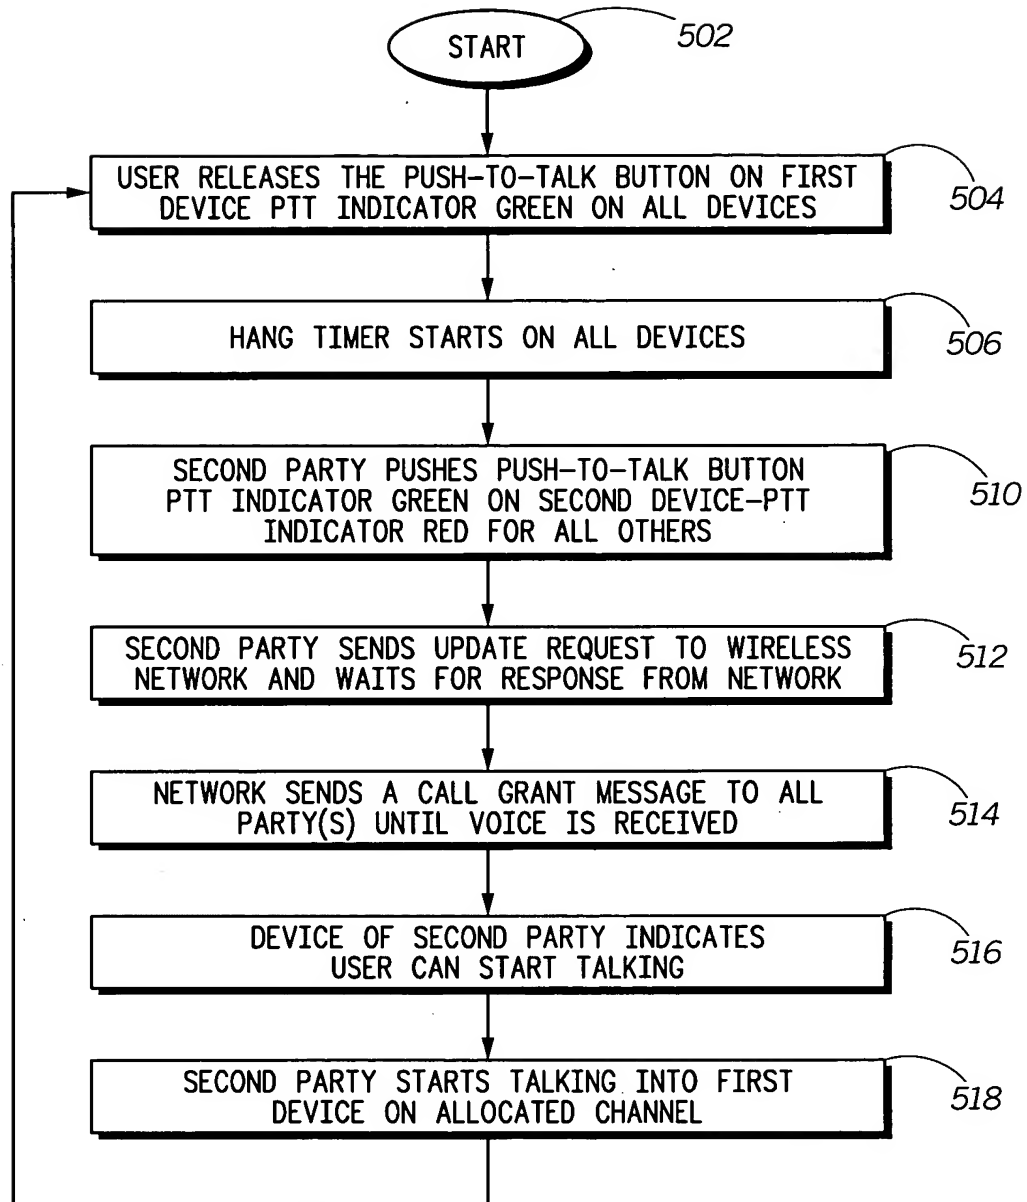 START
502
USER RELEASES THE PUSH-TO-TALK BUTTON ON FIRST
DEVICE PTT INDICATOR GREEN ON ALL DEVICES
504
HANG TIMER STARTS ON ALL DEVICES
506
SECOND PARTY PUSHES PUSH-TO-TALK BUTTON
PTT INDICATOR GREEN ON SECOND DEVICE-PTT
INDICATOR RED FOR ALL OTHERS
510
SECOND PARTY SENDS UPDATE REQUEST TO WIRELESS
NETWORK AND WAITS FOR RESPONSE FROM NETWORK
512
NETWORK SENDS A CALL GRANT MESSAGE TO ALL
PARTY(S) UNTIL VOICE IS RECEIVED
514
DEVICE OF SECOND PARTY INDICATES
USER CAN START TALKING
516
SECOND PARTY STARTS TALKING INTO FIRST
DEVICE ON ALLOCATED CHANNEL
518